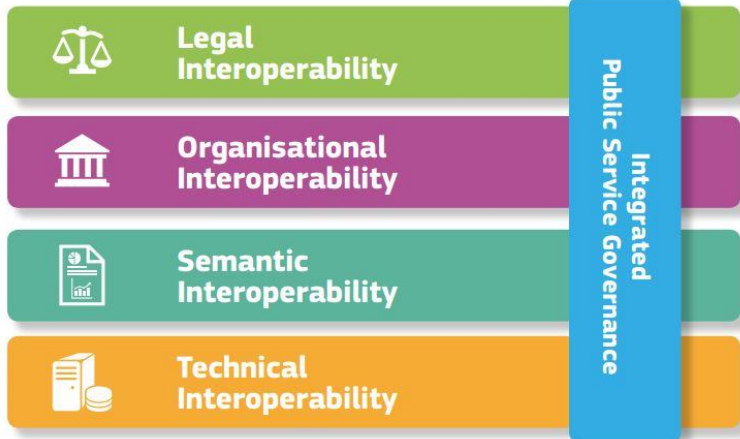 Legal
Interoperability
Organisational
Interoperability
Semantic
Interoperability
Technical
Interoperability
Integrated
Public Service Governance